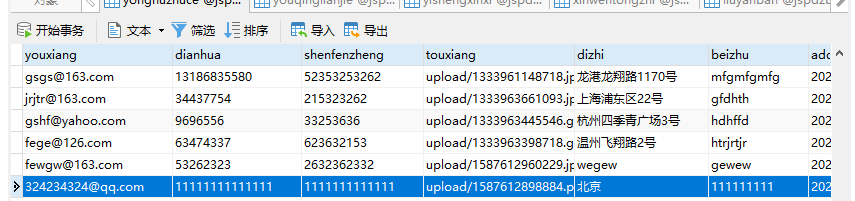 对象 yonghuzhuce @jsp... youqinglianjie @jsp... yishengxinxi @jsp... xinwentongzhi @jsp... liuyanban @jspdzb
开始事务 文本 筛选 排序 导入 导出
youxiang dianhua shenfenzheng touxiang dizhi beizhu add
gsgs@163.com 13186835580 52353253262 upload/1333961148718.jp 龙港龙翔路1170号 mfgmfgmfg 202
jrjtr@163.com 34437754 215323262 upload/1333963661093.jp 上海浦东区22号 gfdhth 202
gshf@yahoo.com 9696556 33253636 upload/1333963445546.g 杭州四季青广场3号 hdhffd 202
fege@126.com 63474337 623632153 upload/1333963398718.g 温州飞翔路2号 htrjrtjr 202
fewgw@163.com 53262323 2632362332 upload/1587612960229.jp wegew gewew 202
324234324@qq.com 11111111111111 1111111111111 upload/1587612898884.p 北京 111111111 202